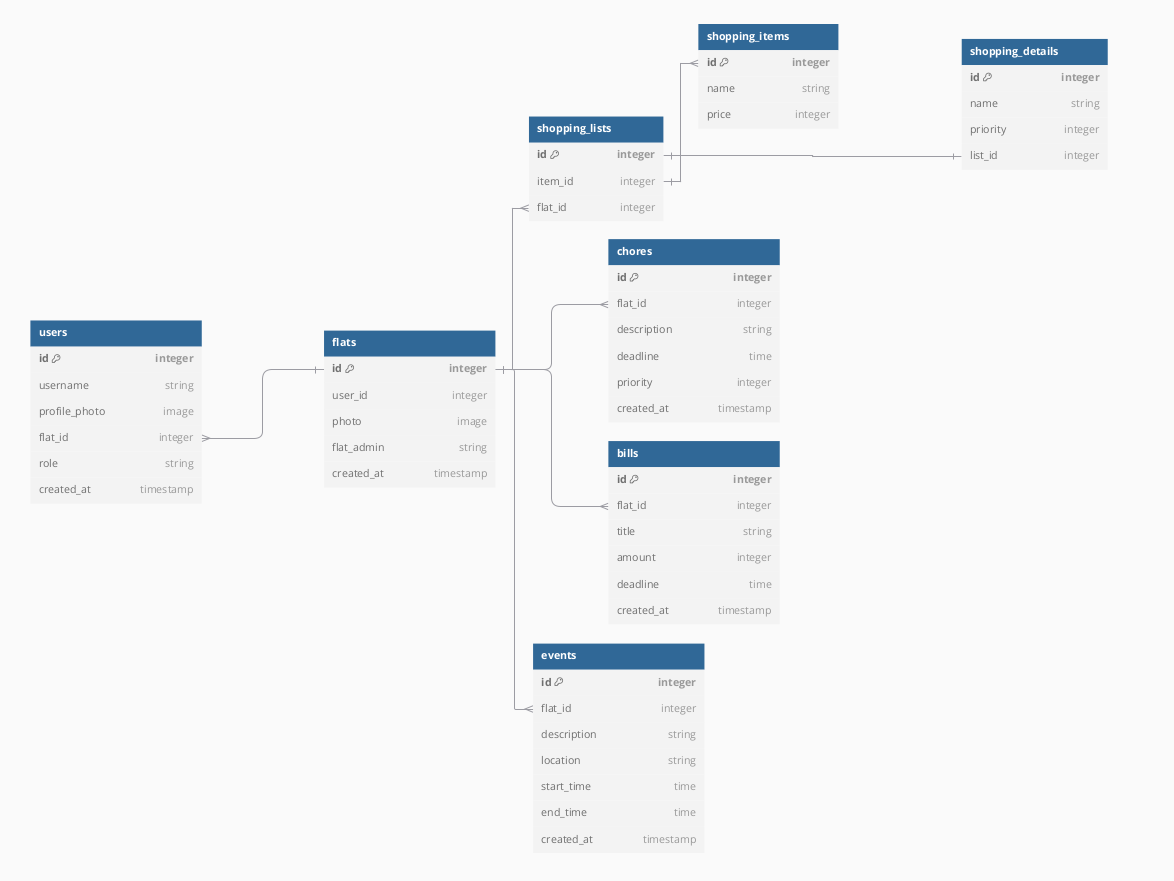 shopping_items
id integer
name string
price integer
shopping_details
id integer
name string
priority integer
list_id integer
shopping_lists
id integer
item_id integer
flat_id integer
chores
id integer
flat_id integer
description string
deadline time
priority integer
created_at timestamp
users
id integer
username string
profile_photo image
flat_id integer
role string
created_at timestamp
flats
id integer
user_id integer
photo image
flat_admin string
created_at timestamp
bills
id integer
flat_id integer
title string
amount integer
deadline time
created_at timestamp
events
id integer
flat_id integer
description string
location string
start_time time
end_time time
created_at timestamp